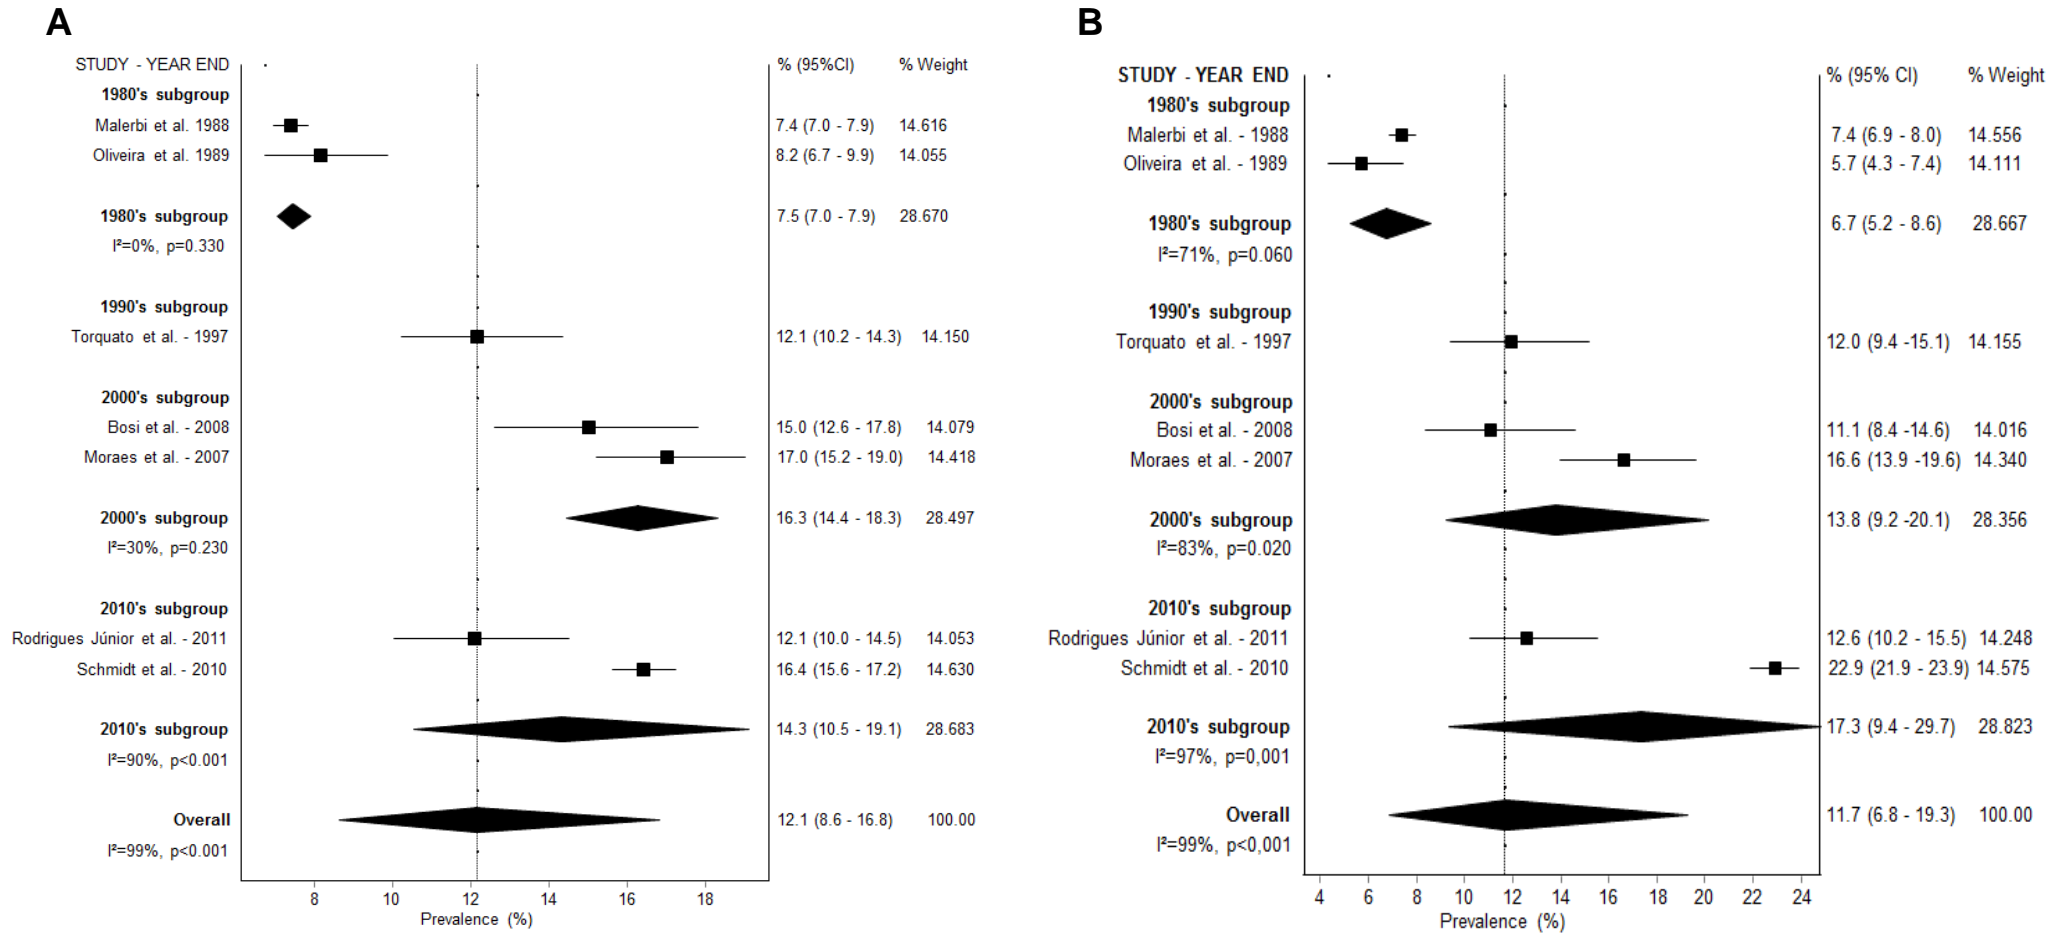 A
STUDY - YEAR END % (95%CI) % Weight
1980's subgroup
Malerbi et al. 1988 7.4 (7.0 - 7.9) 14.616
Oliveira et al. 1989 8.2 (6.7 - 9.9) 14.055
1980's subgroup 7.5 (7.0 - 7.9) 28.670
I²=0%, p=0.330
1990's subgroup
Torquato et al. - 1997 12.1 (10.2 - 14.3) 14.150
2000's subgroup
Bosi et al. - 2008 15.0 (12.6 - 17.8) 14.079
Moraes et al. - 2007 17.0 (15.2 - 19.0) 14.418
2000's subgroup 16.3 (14.4 - 18.3) 28.497
I²=30%, p=0.230
2010's subgroup
Rodrigues Júnior et al. - 2011 12.1 (10.0 - 14.5) 14.053
Schmidt et al. - 2010 16.4 (15.6 - 17.2) 14.630
2010's subgroup 14.3 (10.5 - 19.1) 28.683
I²=90%, p<0.001
Overall 12.1 (8.6 - 16.8) 100.00
I²=99%, p<0.001
8 10 12 14 16 18
Prevalence (%)
B
STUDY - YEAR END % (95% CI) % Weight
1980's subgroup
Malerbi et al. - 1988 7.4 (6.9 - 8.0) 14.556
Oliveira et al. - 1989 5.7 (4.3 - 7.4) 14.111
1980's subgroup 6.7 (5.2 - 8.6) 28.667
I²=71%, p=0.060
1990's subgroup
Torquato et al. - 1997 12.0 (9.4 -15.1) 14.155
2000's subgroup
Bosi et al. - 2008 11.1 (8.4 -14.6) 14.016
Moraes et al. - 2007 16.6 (13.9 -19.6) 14.340
2000's subgroup 13.8 (9.2 -20.1) 28.356
I²=83%, p=0.020
2010's subgroup
Rodrigues Júnior et al. - 2011 12.6 (10.2 - 15.5) 14.248
Schmidt et al. - 2010 22.9 (21.9 - 23.9) 14.575
2010's subgroup 17.3 (9.4 - 29.7) 28.823
I²=97%, p=0,001
Overall 11.7 (6.8 - 19.3) 100.00
I²=99%, p<0,001
4 6 8 10 12 14 16 18 20 22 24
Prevalence (%)